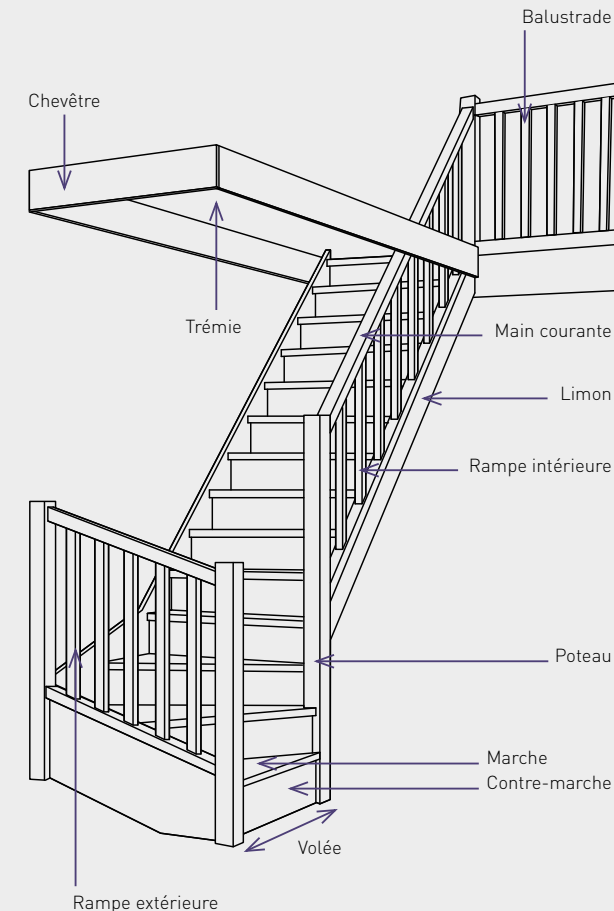 Balustrade
Chevêtre
Trémie
Main courante
Limon
Rampe intérieure
Poteau
Marche
Contre-marche
Volée
Rampe extérieure